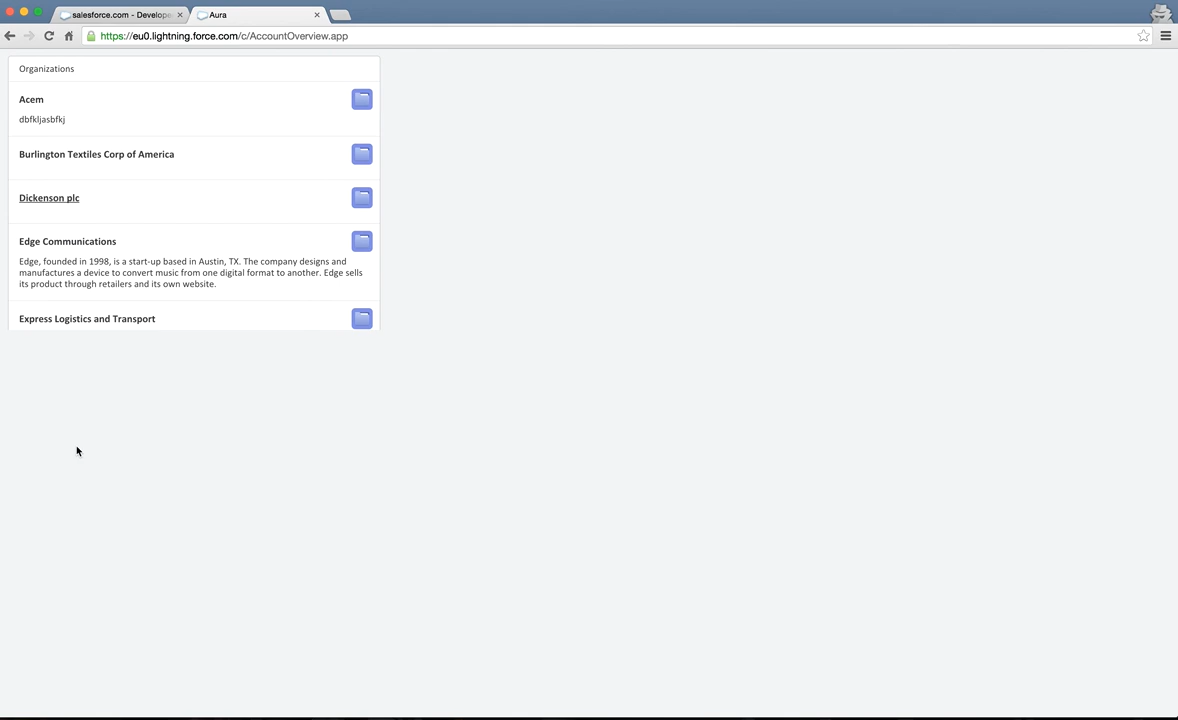 salesforce.com - Develope
Aura
https://eu0.lightning.force.com/c/AccountOverview.app
Organizations
Acem
dbfkljasbfkj
Burlington Textiles Corp of America
Dickenson plc
Edge Communications
Edge, founded in 1998, is a start-up based in Austin, TX. The company designs and
manufactures a device to convert music from one digital format to another. Edge sells
its product through retailers and its own website.
Express Logistics and Transport